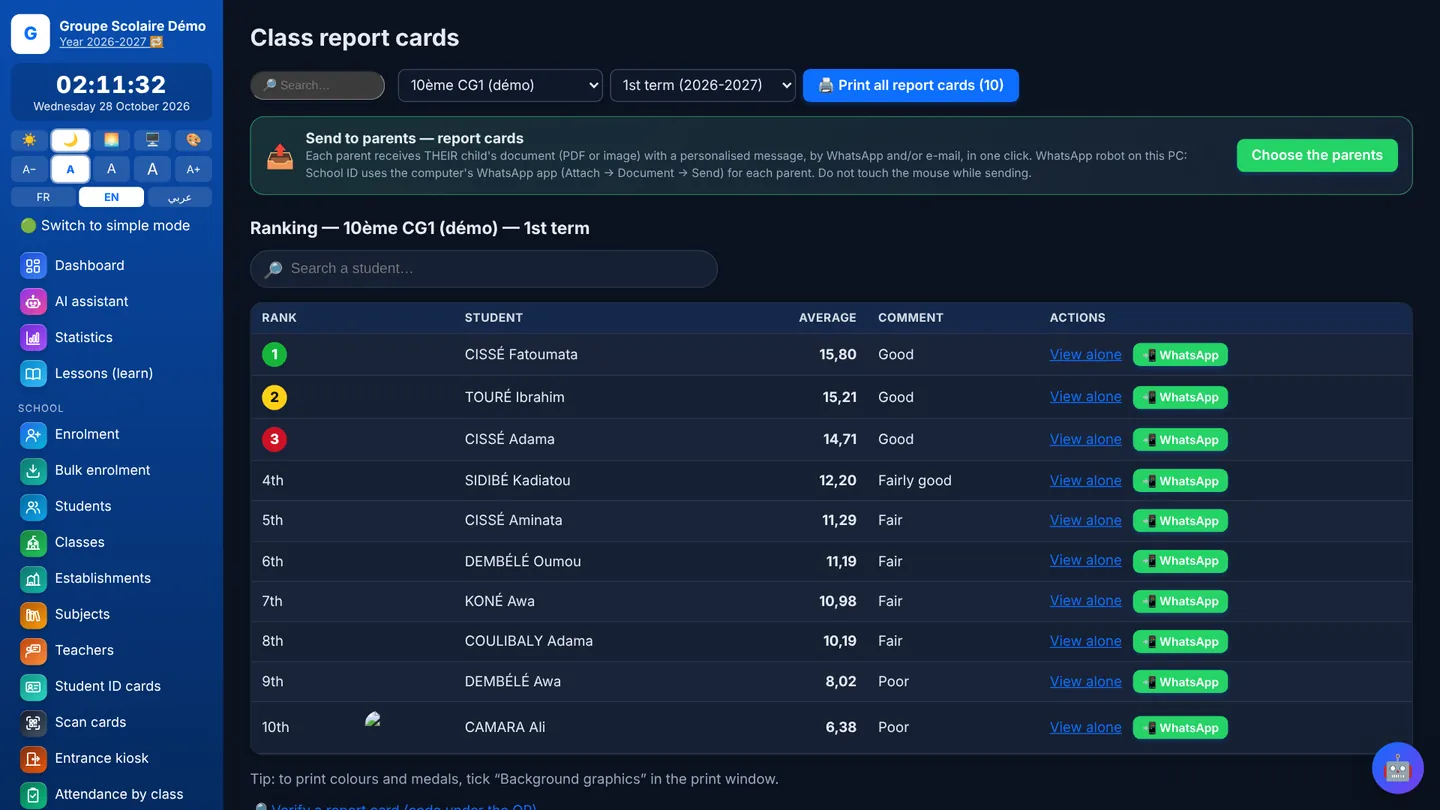 G
Groupe Scolaire Démo
Year 2026-2027
02:11:32
Wednesday 28 October 2026
A− A A A A+
FR EN عربي
Switch to simple mode
Dashboard
AI assistant
Statistics
Lessons (learn)
SCHOOL
Enrolment
Bulk enrolment
Students
Classes
Establishments
Subjects
Teachers
Student ID cards
Scan cards
Entrance kiosk
Attendance by class
Class report cards
Search... 10ème CG1 (démo) 1st term (2026-2027) Print all report cards (10)
Send to parents — report cards
Each parent receives THEIR child's document (PDF or image) with a personalised message, by WhatsApp and/or e-mail, in one click. WhatsApp robot on this PC:
School ID uses the computer's WhatsApp app (Attach → Document → Send) for each parent. Do not touch the mouse while sending.
Choose the parents
Ranking — 10ème CG1 (démo) — 1st term
Search a student...
RANK STUDENT AVERAGE COMMENT ACTIONS
1 CISSÉ Fatoumata 15,80 Good View alone WhatsApp
2 TOURÉ Ibrahim 15,21 Good View alone WhatsApp
3 CISSÉ Adama 14,71 Good View alone WhatsApp
4th SIDIBÉ Kadiatou 12,20 Fairly good View alone WhatsApp
5th CISSÉ Aminata 11,29 Fair View alone WhatsApp
6th DEMBÉLÉ Oumou 11,19 Fair View alone WhatsApp
7th KONÉ Awa 10,98 Fair View alone WhatsApp
8th COULIBALY Adama 10,19 Fair View alone WhatsApp
9th DEMBÉLÉ Awa 8,02 Poor View alone WhatsApp
10th CAMARA Ali 6,38 Poor View alone WhatsApp
Tip: to print colours and medals, tick “Background graphics” in the print window.
Verify a report card (code under the QR)